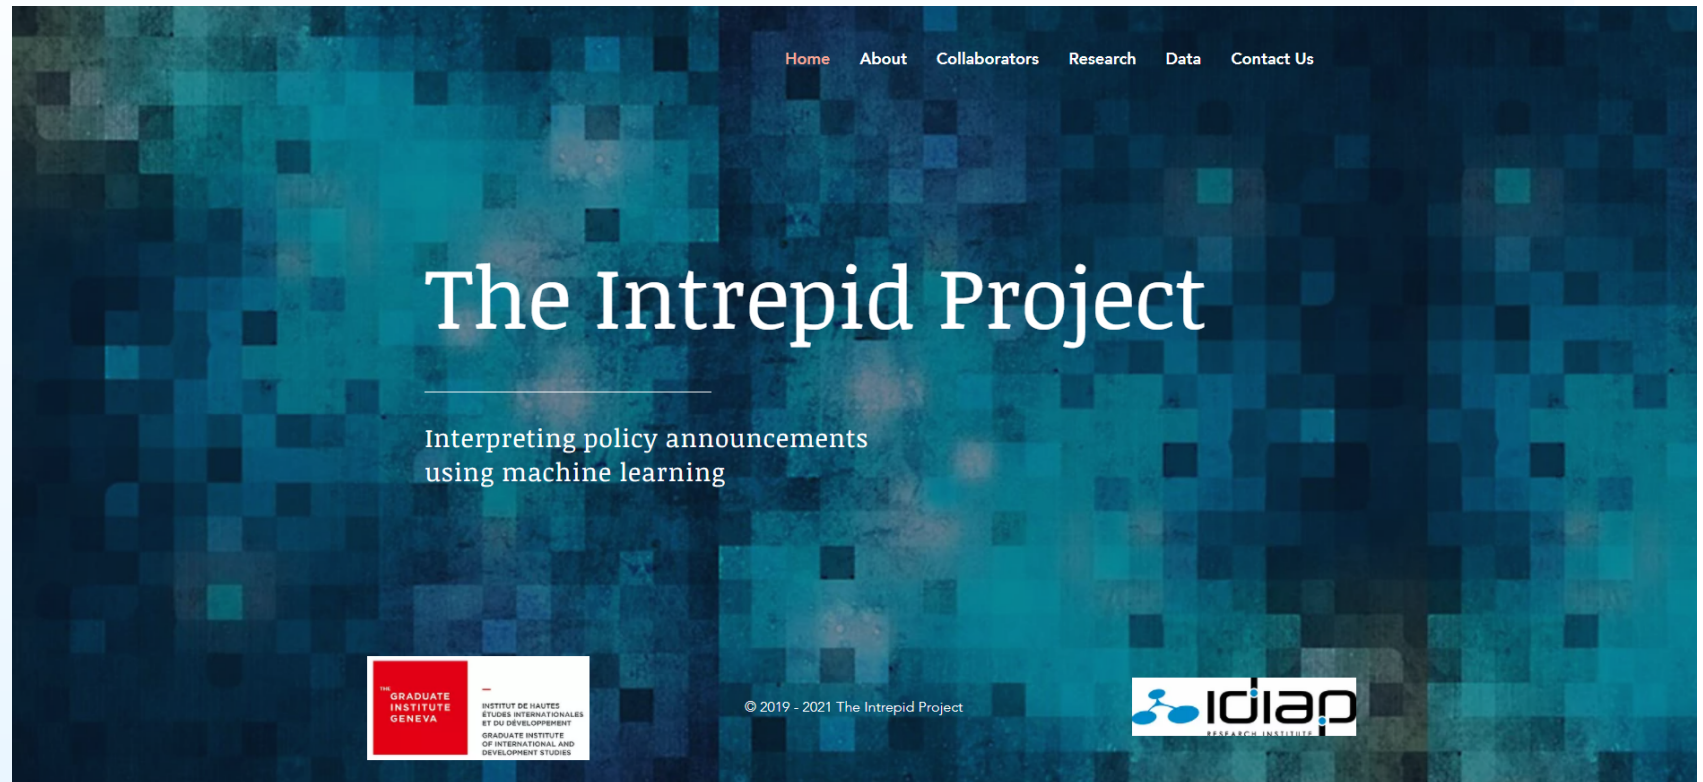 Home About Collaborators Research Data Contact Us
The Intrepid Project
Interpreting policy announcements
using machine learning
THE
GRADUATE
INSTITUTE
GENEVA
INSTITUT DE HAUTES
ÉTUDES INTERNATIONALES
ET DU DÉVELOPPEMENT
GRADUATE INSTITUTE
OF INTERNATIONAL AND
DEVELOPMENT STUDIES
© 2019 - 2021 The Intrepid Project
idiap
RESEARCH INSTITUTE